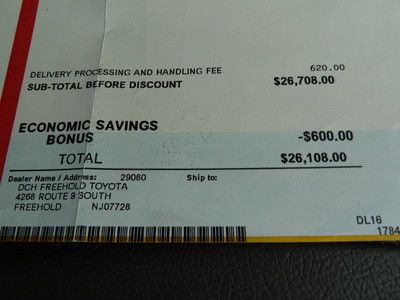 DELIVERY PROCESSING AND HANDLING FEE 620.00
SUB-TOTAL BEFORE DISCOUNT $26,708.00
ECONOMIC SAVINGS
BONUS -$600.00
TOTAL $26,108.00
Dealer Name / Address: 29080 Ship to:
DCH FREEHOLD TOYOTA
4268 ROUTE 9 SOUTH
FREEHOLD NJ07728
DL16
1784